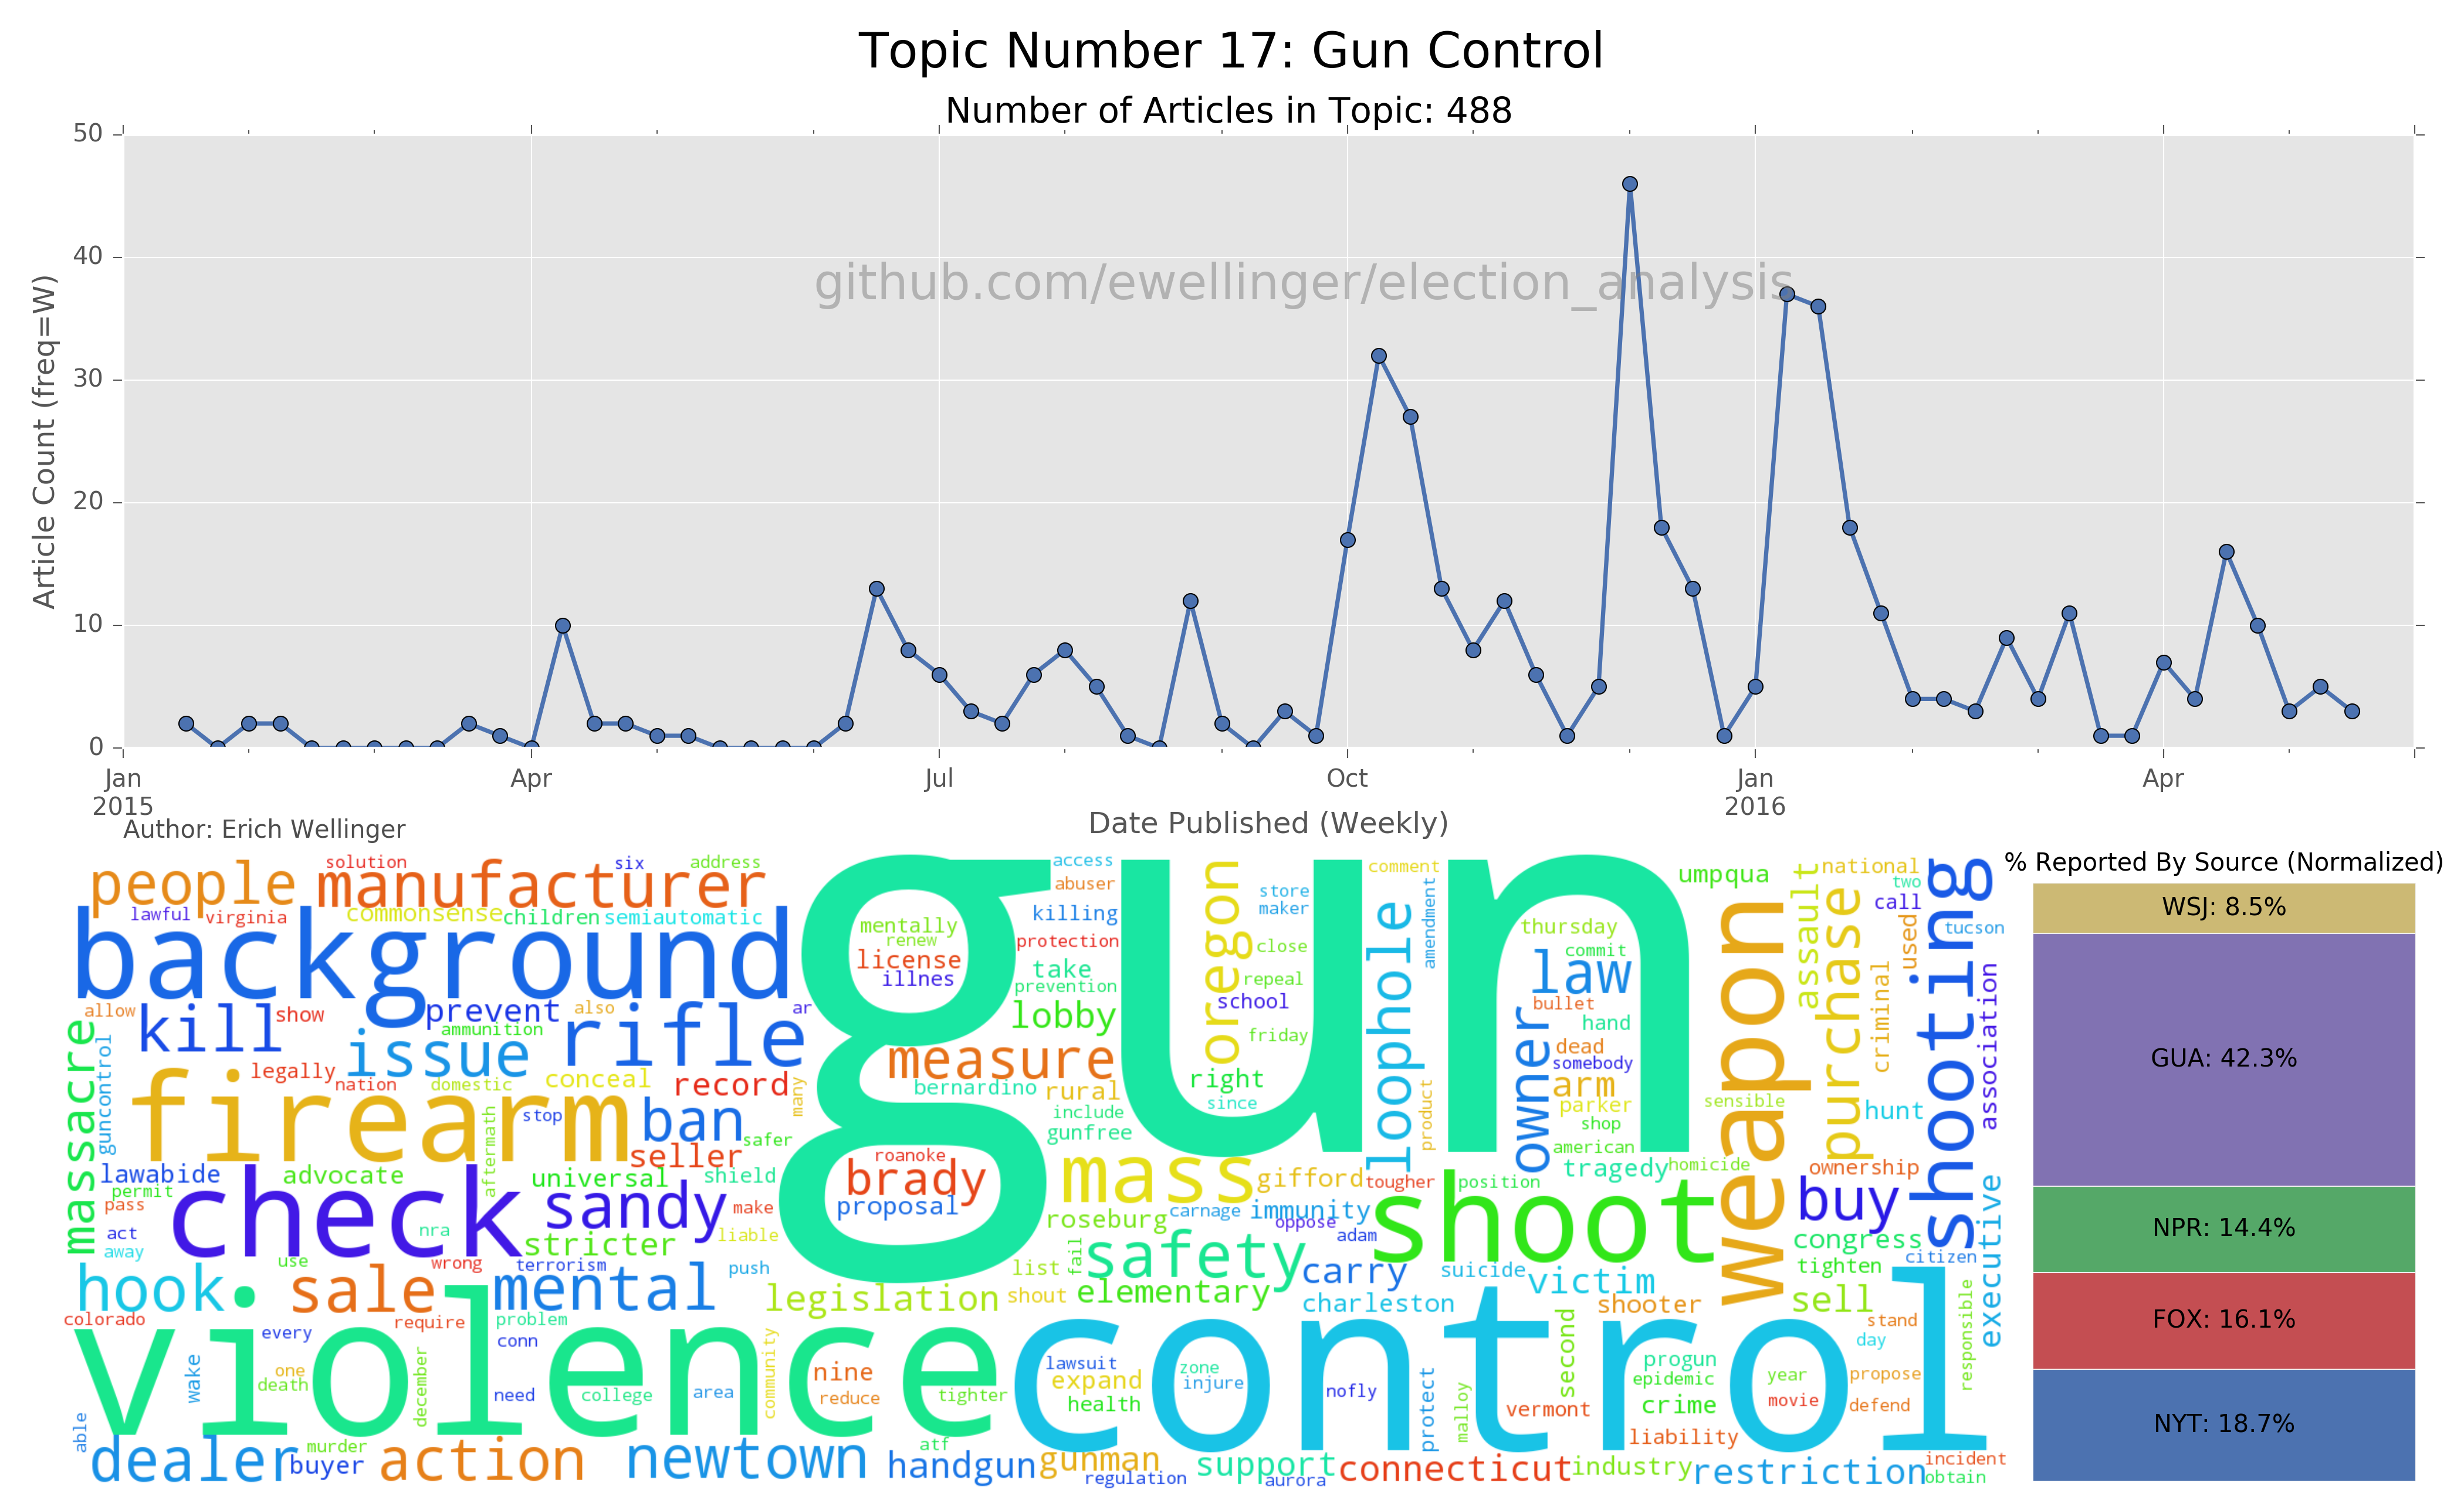 Topic Number 17: Gun Control
Number of Articles in Topic: 488
50
40
30
20
10
0
Article Count (freq=W)
github.com/ewellinger/election_analysis
Jan
2015
Apr
Jul
Oct
Jan
2016
Apr
Author: Erich Wellinger
Date Published (Weekly)
% Reported By Source (Normalized)
WSJ: 8.5%
GUA: 42.3%
NPR: 14.4%
FOX: 16.1%
NYT: 18.7%
gun
control
violence
background
check
firearm
shoot
weapon
shooting
people
solution
manufacturer
six
address
lawful
virginia
commonsense
children
semiautomatic
allow
kill
show
prevent
also
ar
ammunition
issue
rifle
massacre
guncontrol
legally
nation
domestic
conceal
record
many
aftermath
stop
ban
safer
seller
lawabide
permit
pass
advocate
universal
shield
sandy
make
act
away
nra
stricter
liable
use
wrong
terrorism
push
hook
sale
mental
colorado
every
require
problem
conn
wake
one
death
december
need
college
area
community
able
dealer
murder
buyer
action
newtown
access
abuser
mentally
renew
license
illnes
killing
protection
take
prevention
lobby
measure
bernardino
rural
include
gunfree
roanoke
brady
proposal
mass
gifford
roseburg
carnage
immunity
oppose
adam
tougher
position
fail
safety
list
legislation
shout
elementary
carry
suicide
victim
charleston
shooter
second
nine
reduce
tighter
lawsuit
expand
health
zone
injure
nofly
protect
malloy
vermont
progun
epidemic
crime
liability
year
movie
propose
defend
stand
day
responsible
atf
handgun
gunman
regulation
support
aurora
connecticut
industry
restriction
incident
obtain
oregon
store
maker
close
repeal
school
friday
right
since
comment
loophole
amendment
product
thursday
commit
law
bullet
hand
owner
dead
somebody
arm
parker
shop
american
tragedy
homicide
umpqua
sensible
assault
national
two
call
purchase
used
tucson
criminal
association
hunt
ownership
buy
congress
tighten
citizen
executive
sell